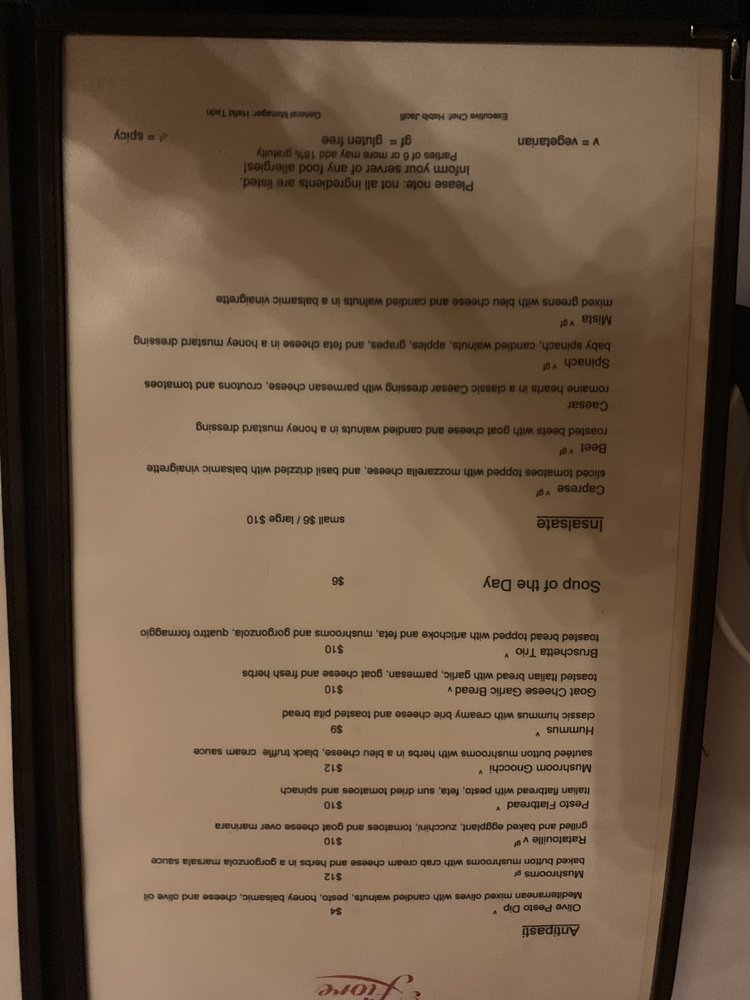 Fiore
Antipasti
Olive Pesto Dip v $4
Mediterranean mixed olives with candied walnuts, pesto, honey balsamic, cheese and olive oil
Mushrooms gf $12
baked button mushrooms with crab cream cheese and herbs in a gorgonzola marsala sauce
Ratatouille v gf $10
grilled and baked eggplant, zucchini, tomatoes and goat cheese over marinara
Pesto Flatbread v $10
Italian flatbread with pesto, feta, sun dried tomatoes and spinach
Mushroom Gnocchi v $12
sautéed button mushrooms with herbs in a bleu cheese, black truffle cream sauce
Hummus v $9
classic hummus with creamy brie cheese and toasted pita bread
Goat Cheese Garlic Bread v $10
toasted Italian bread with garlic, parmesan, goat cheese and fresh herbs
Bruschetta Trio v $10
toasted bread topped with artichoke and feta, mushrooms and gorgonzola, quattro formaggio
Soup of the Day $6
Insalsate small $6 / large $10
Caprese v gf
sliced tomatoes topped with mozzarella cheese, and basil drizzled with balsamic vinaigrette
Beet v gf
roasted beets with goat cheese and candied walnuts in a honey mustard dressing
Caesar
romaine hearts in a classic Caesar dressing with parmesan cheese, croutons and tomatoes
Spinach v gf
baby spinach, candied walnuts, apples, grapes, and feta cheese in a honey mustard dressing
Mista v gf
mixed greens with bleu cheese and candied walnuts in a balsamic vinaigrette
Please note: not all ingredients are listed.
Inform your server of any food allergies!
Parties of 6 or more may add 18% gratuity
v = vegetarian gf = gluten free = spicy
Executive Chef: Habib Jacifi General Manager: Hafid Tadri